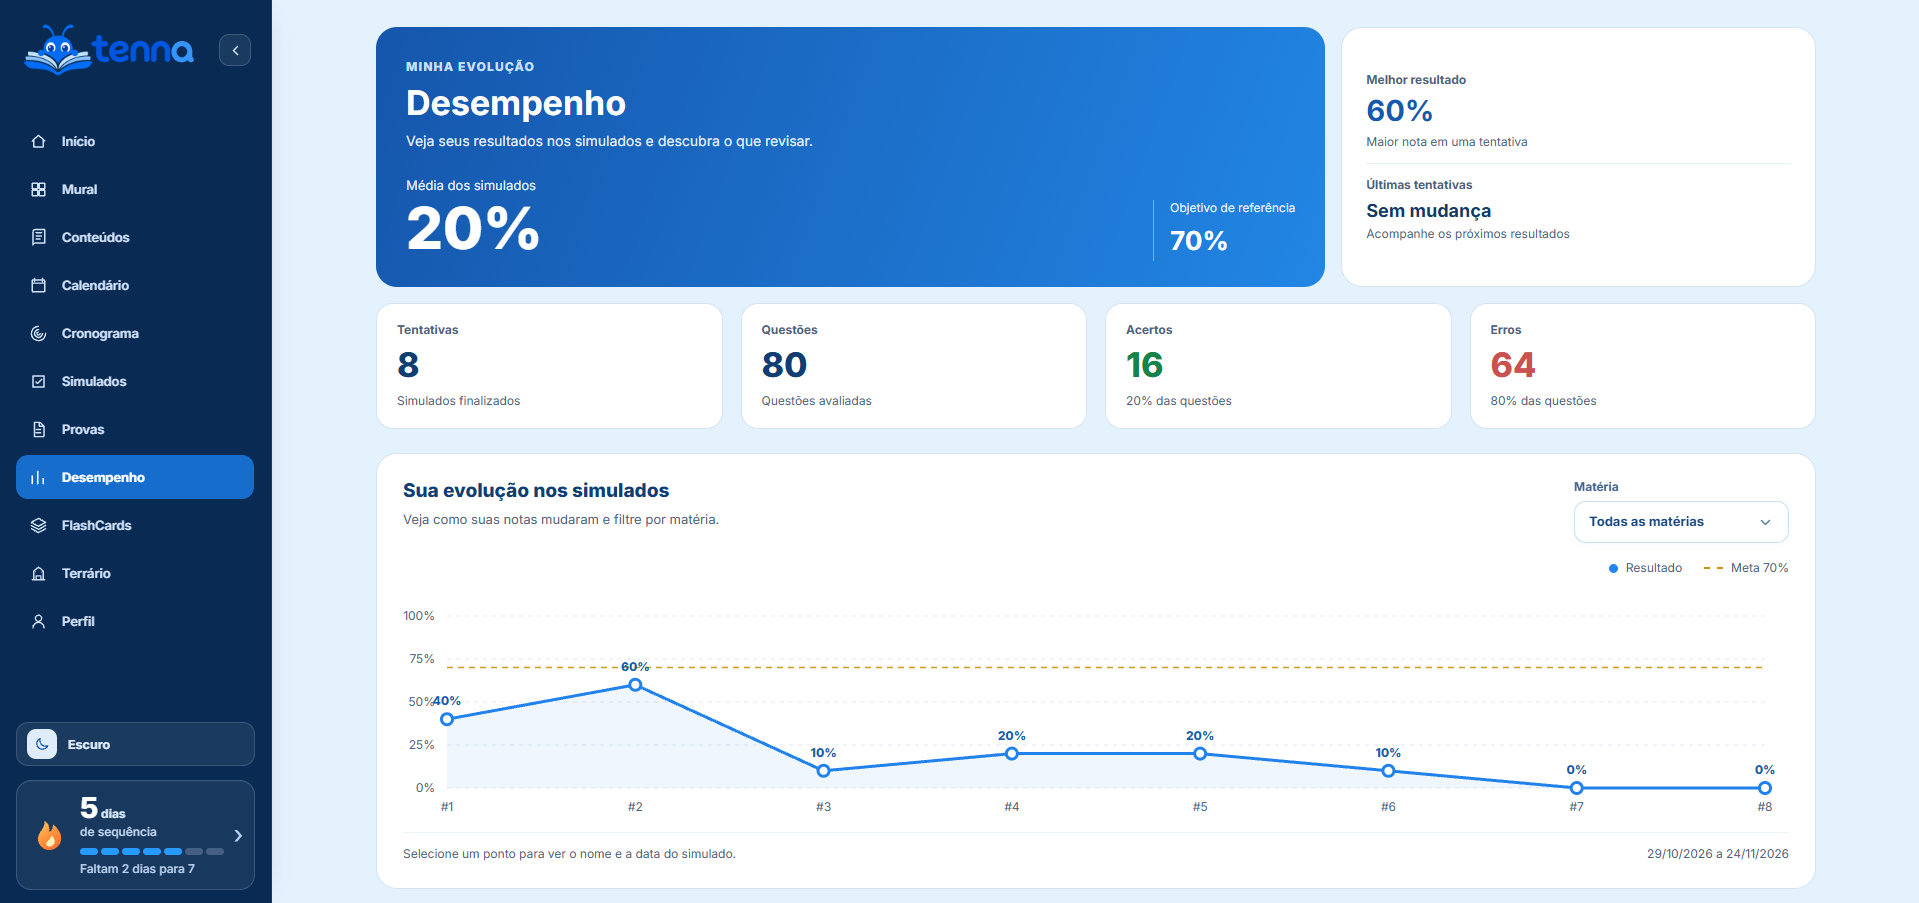 tenna
Início
Mural
Conteúdos
Calendário
Cronograma
Simulados
Provas
Desempenho
FlashCards
Terrário
Perfil
Escuro
5 dias
de sequência
Faltam 2 dias para 7
MINHA EVOLUÇÃO
Desempenho
Veja seus resultados nos simulados e descubra o que revisar.
Média dos simulados
20%
Objetivo de referência
70%
Melhor resultado
60%
Maior nota em uma tentativa
Últimas tentativas
Sem mudança
Acompanhe os próximos resultados
Tentativas
8
Simulados finalizados
Questões
80
Questões avaliadas
Acertos
16
20% das questões
Erros
64
80% das questões
Sua evolução nos simulados
Veja como suas notas mudaram e filtre por matéria.
Matéria
Todas as matérias
Resultado
Meta 70%
100%
75%
50%
25%
0%
40%
60%
10%
20%
20%
10%
0%
0%
#1
#2
#3
#4
#5
#6
#7
#8
Selecione um ponto para ver o nome e a data do simulado.
29/10/2026 a 24/11/2026